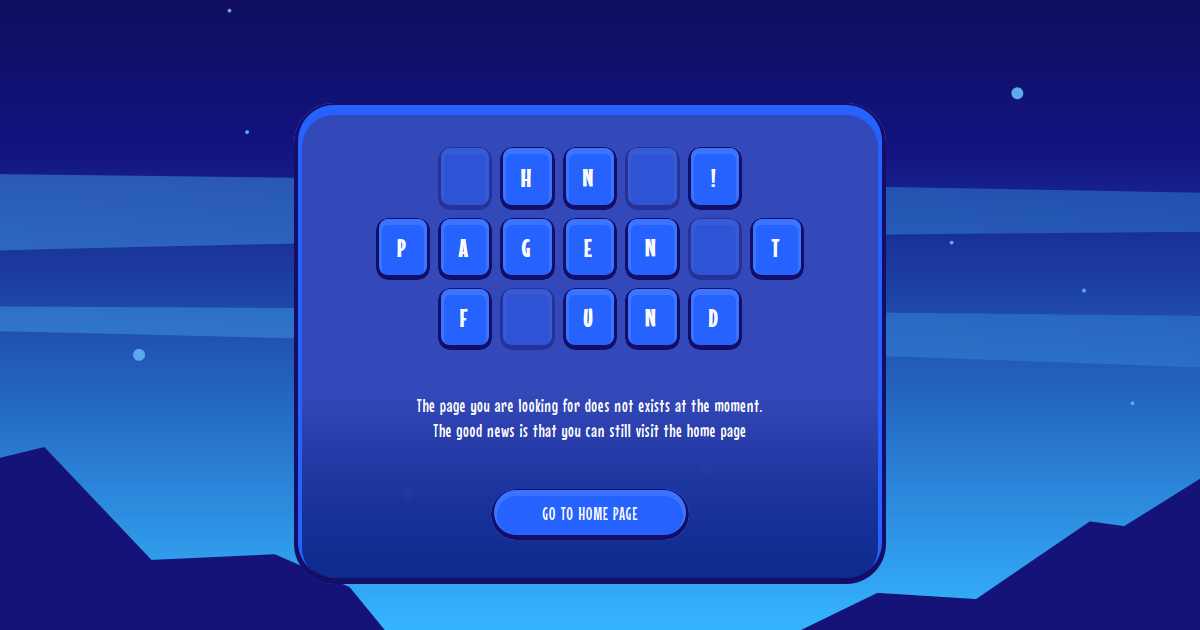 H N !
P A G E N T
F U N D
The page you are looking for does not exists at the moment.
The good news is that you can still visit the home page
GO TO HOME PAGE